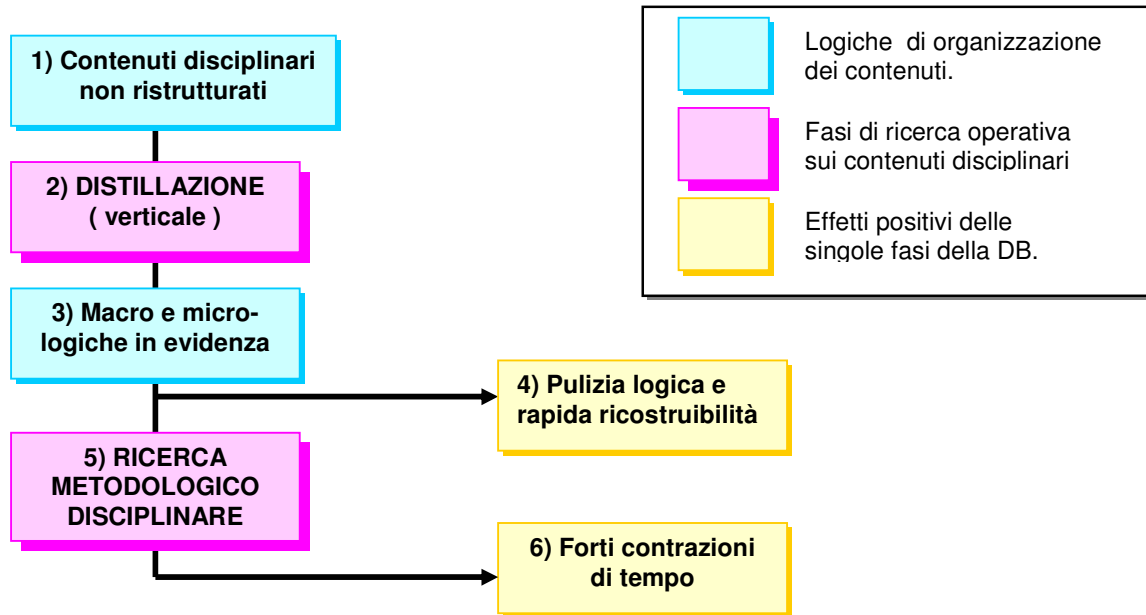 1) Contenuti disciplinari
non ristrutturati
2) DISTILLAZIONE
( verticale )
3) Macro e micro-
logiche in evidenza
4) Pulizia logica e
rapida ricostruibilità
5) RICERCA
METODOLOGICO
DISCIPLINARE
6) Forti contrazioni
di tempo
Logiche di organizzazione
dei contenuti.
Fasi di ricerca operativa
sui contenuti disciplinari
Effetti positivi delle
singole fasi della DB.